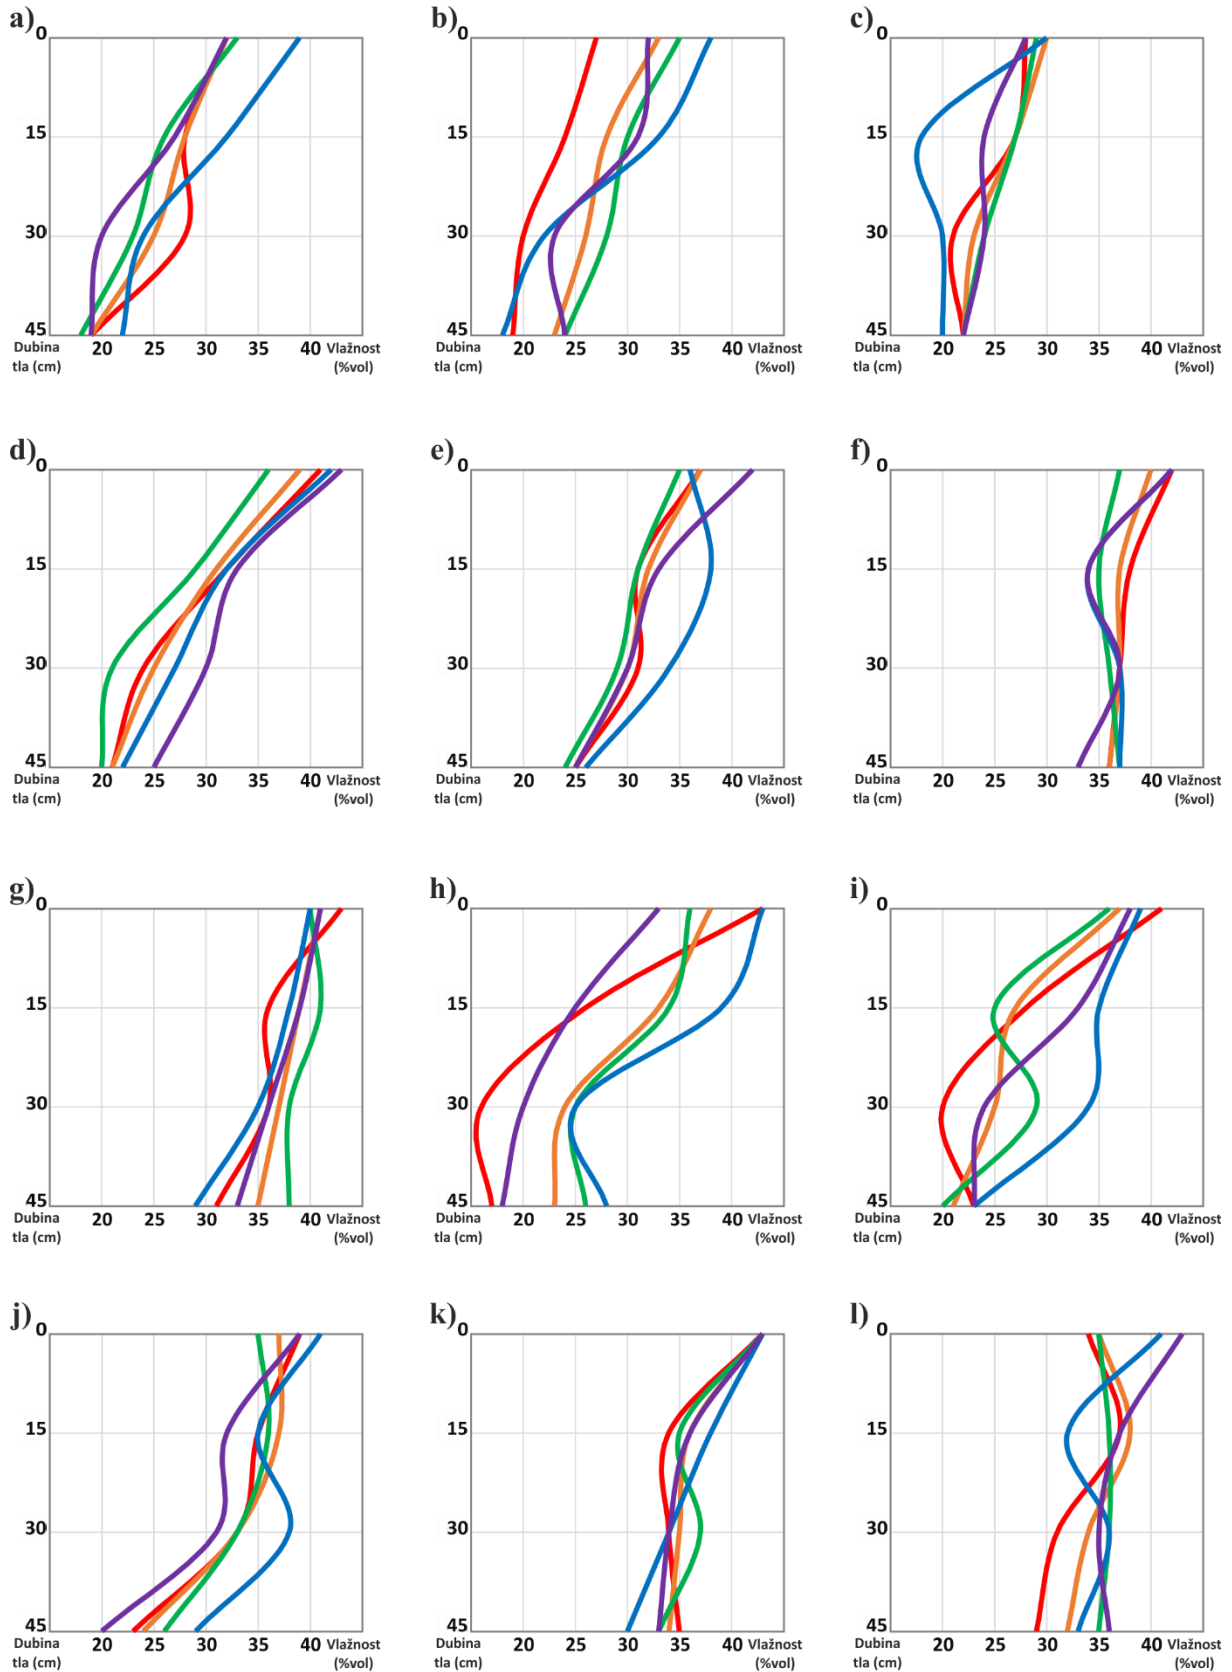 a) b) c)
0 0 0
15 15 15
30 30 30
45 45 45
Dubina 20 25 30 35 40 Vlažnost Dubina 20 25 30 35 40 Vlažnost Dubina 20 25 30 35 40 Vlažnost
tla (cm) (%vol) tla (cm) (%vol) tla (cm) (%vol)
d) e) f)
0 0 0
15 15 15
30 30 30
45 45 45
Dubina 20 25 30 35 40 Vlažnost Dubina 20 25 30 35 40 Vlažnost Dubina 20 25 30 35 40 Vlažnost
tla (cm) (%vol) tla (cm) (%vol) tla (cm) (%vol)
g) h) i)
0 0 0
15 15 15
30 30 30
45 45 45
Dubina 20 25 30 35 40 Vlažnost Dubina 20 25 30 35 40 Vlažnost Dubina 20 25 30 35 40 Vlažnost
tla (cm) (%vol) tla (cm) (%vol) tla (cm) (%vol)
j) k) l)
0 0 0
15 15 15
30 30 30
45 45 45
Dubina 20 25 30 35 40 Vlažnost Dubina 20 25 30 35 40 Vlažnost Dubina 20 25 30 35 40 Vlažnost
tla (cm) (%vol) tla (cm) (%vol) tla (cm) (%vol)